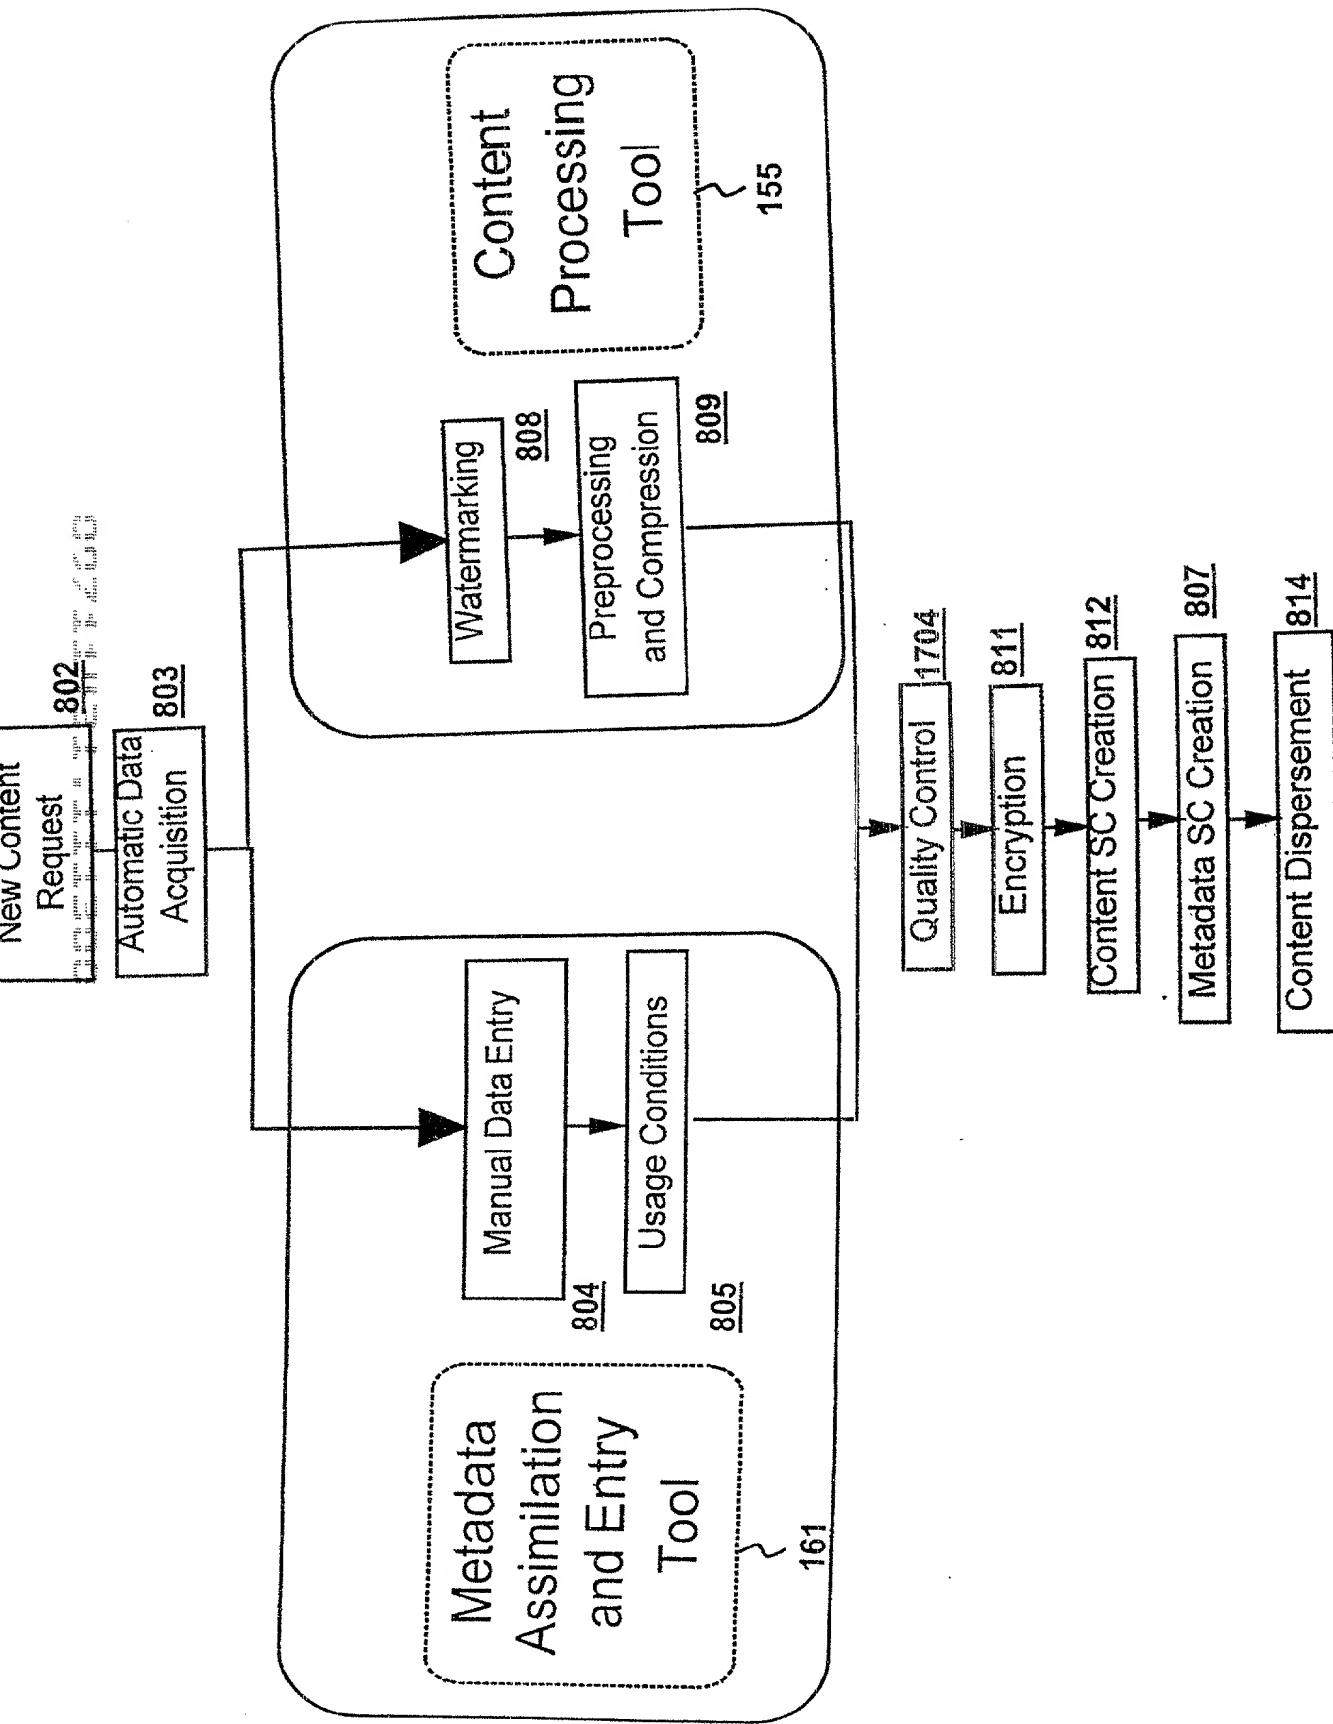 New Content
Request
802
Automatic Data
Acquisition
803
Metadata
Assimilation
and Entry
Tool
161
Manual Data Entry
804
Usage Conditions
805
Watermarking
808
Preprocessing
and Compression
809
Content
Processing
Tool
155
Quality Control
1704
Encryption
811
Content SC Creation
812
Metadata SC Creation
807
Content Dispersement
814